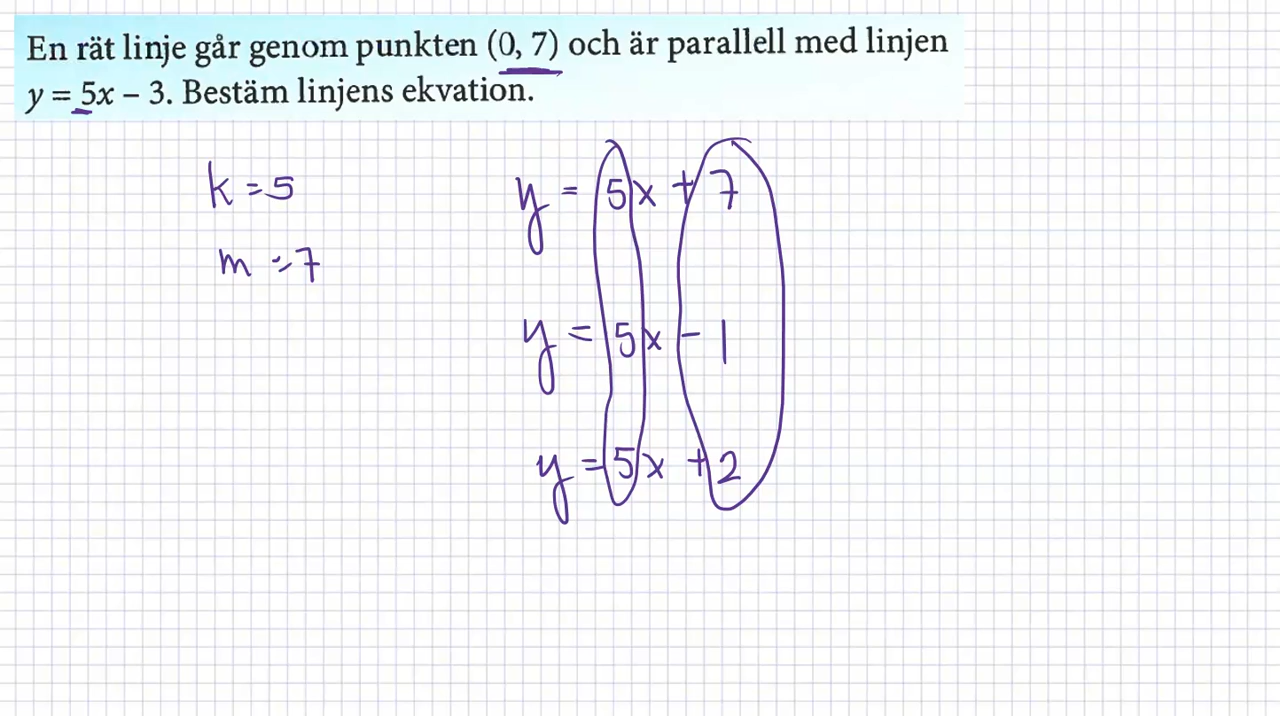 En rät linje går genom punkten (0, 7) och är parallell med linjen
y = 5x – 3. Bestäm linjens ekvation.
k = 5
m = 7
y = 5x + 7
y = 5x - 1
y = 5x + 2